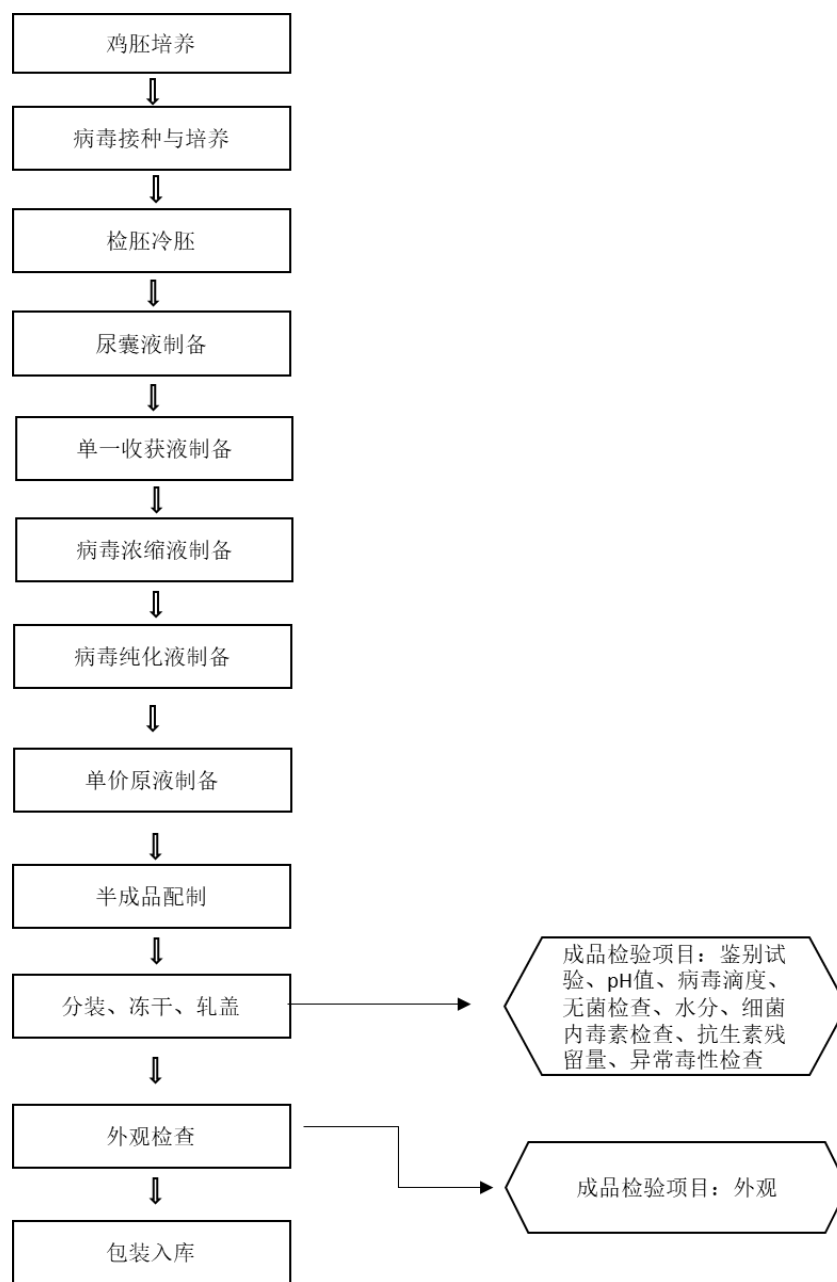 鸡胚培养
病毒接种与培养
检胚冷胚
尿囊液制备
单一收获液制备
病毒浓缩液制备
病毒纯化液制备
单价原液制备
半成品配制
分装、冻干、轧盖
成品检验项目：鉴别试
验、pH值、病毒滴度、
无菌检查、水分、细菌
内毒素检查、抗生素残
留量、异常毒性检查
外观检查
成品检验项目：外观
包装入库